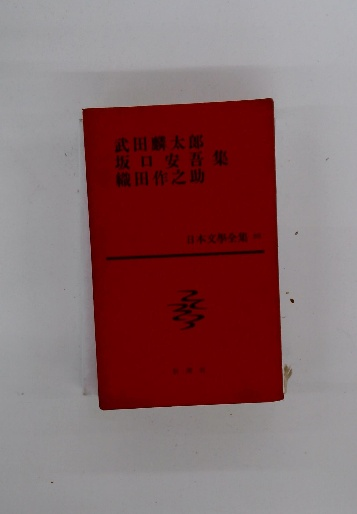 武田麟太郎
坂口安吾集
織田作之助
日本文學全集